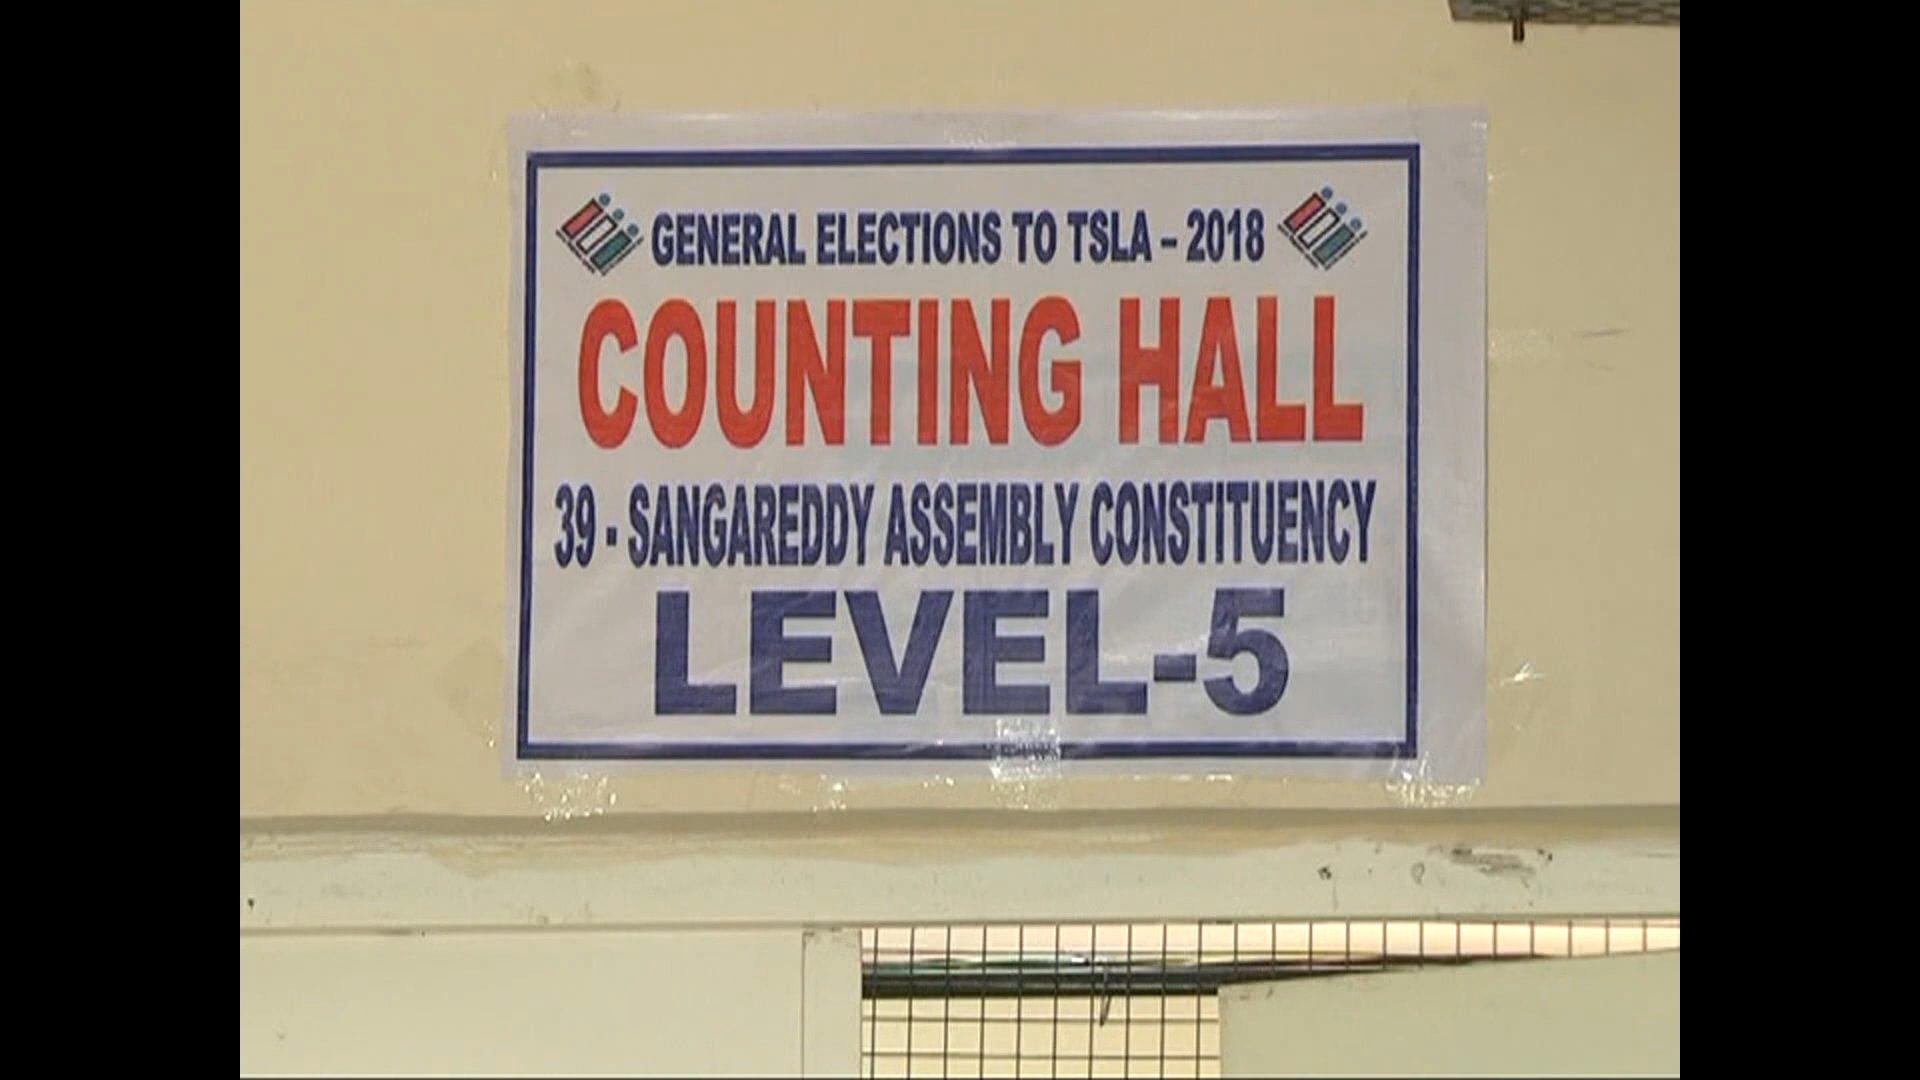 GENERAL ELECTIONS TO TSLA – 2018
COUNTING HALL
39 - SANGAREDDY ASSEMBLY CONSTITUENCY
LEVEL-5